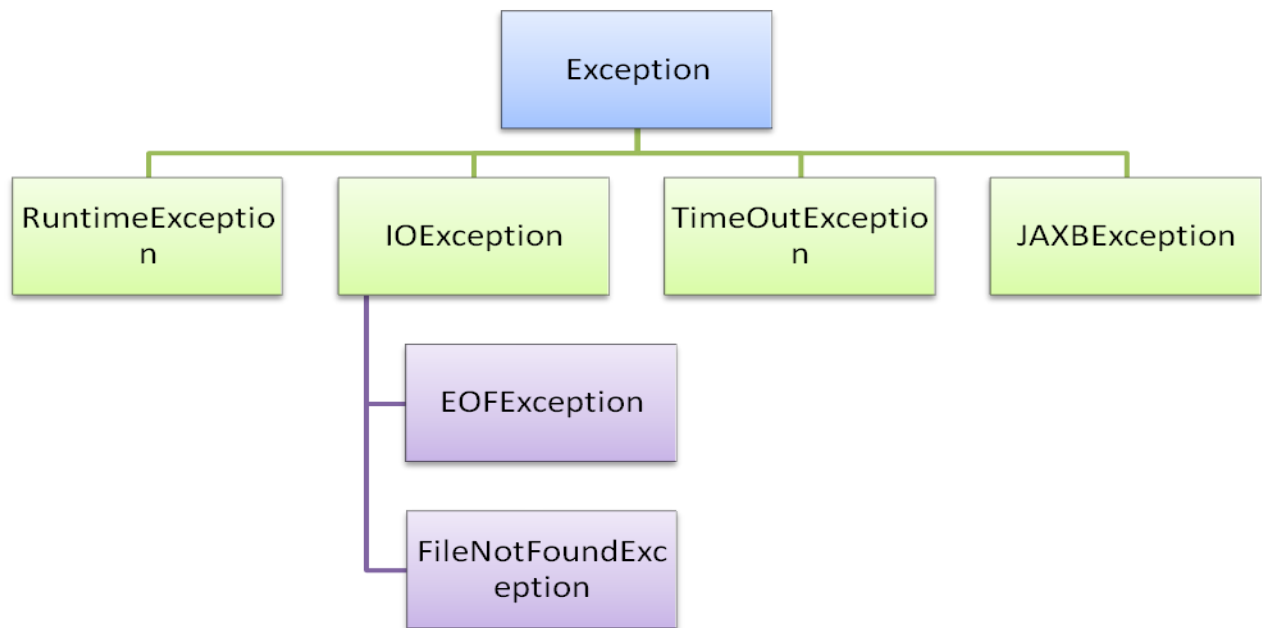 Exception
RuntimeExceptio
n
IOException
TimeOutExceptio
n
JAXBException
EOFException
FileNotFoundExc
eption